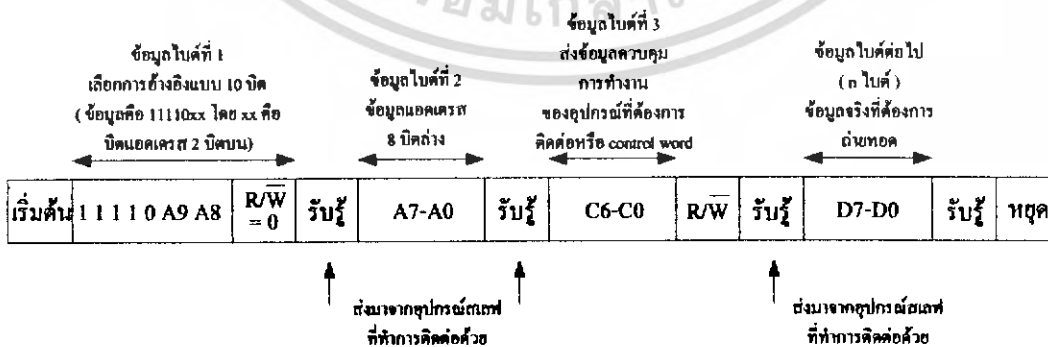 ข้อมูลไบต์ที่ 1
เลือกการอ้างอิงแบบ 10 บิต
( ข้อมูลคือ 11110xx โดย xx คือ
บิตแอดเดรส 2 บิตบน)
ข้อมูลไบต์ที่ 2
ข้อมูลแอดเดรส
8 บิตล่าง
ข้อมูลไบต์ที่ 3
ส่งข้อมูลควบคุม
การทำงาน
ของอุปกรณ์ที่ต้องการ
ติดต่อหรือ control word
ข้อมูลไบต์ต่อไป
( n ไบต์ )
ข้อมูลจริงที่ต้องการ
ถ่ายทอด
เริ่มต้น 1 1 1 1 0 A9 A8 R/W̅ = 0 รับรู้ A7-A0 รับรู้ C6-C0 R/W̅ รับรู้ D7-D0 รับรู้ หยุด
ส่งมาจากอุปกรณ์สเลฟ
ที่ทำการติดต่อด้วย
ส่งมาจากอุปกรณ์สเลฟ
ที่ทำการติดต่อด้วย